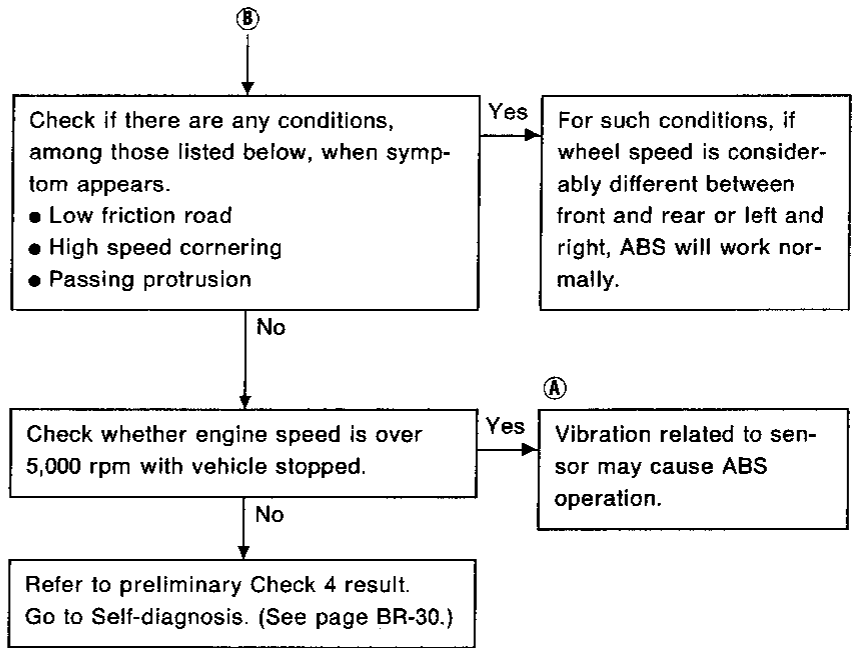 B
Check if there are any conditions,
among those listed below, when symp-
tom appears.
● Low friction road
● High speed cornering
● Passing protrusion
Yes
For such conditions, if
wheel speed is consider-
ably different between
front and rear or left and
right, ABS will work nor-
mally.
No
Check whether engine speed is over
5,000 rpm with vehicle stopped.
Yes
A
Vibration related to sen-
sor may cause ABS
operation.
No
Refer to preliminary Check 4 result.
Go to Self-diagnosis. (See page BR-30.)